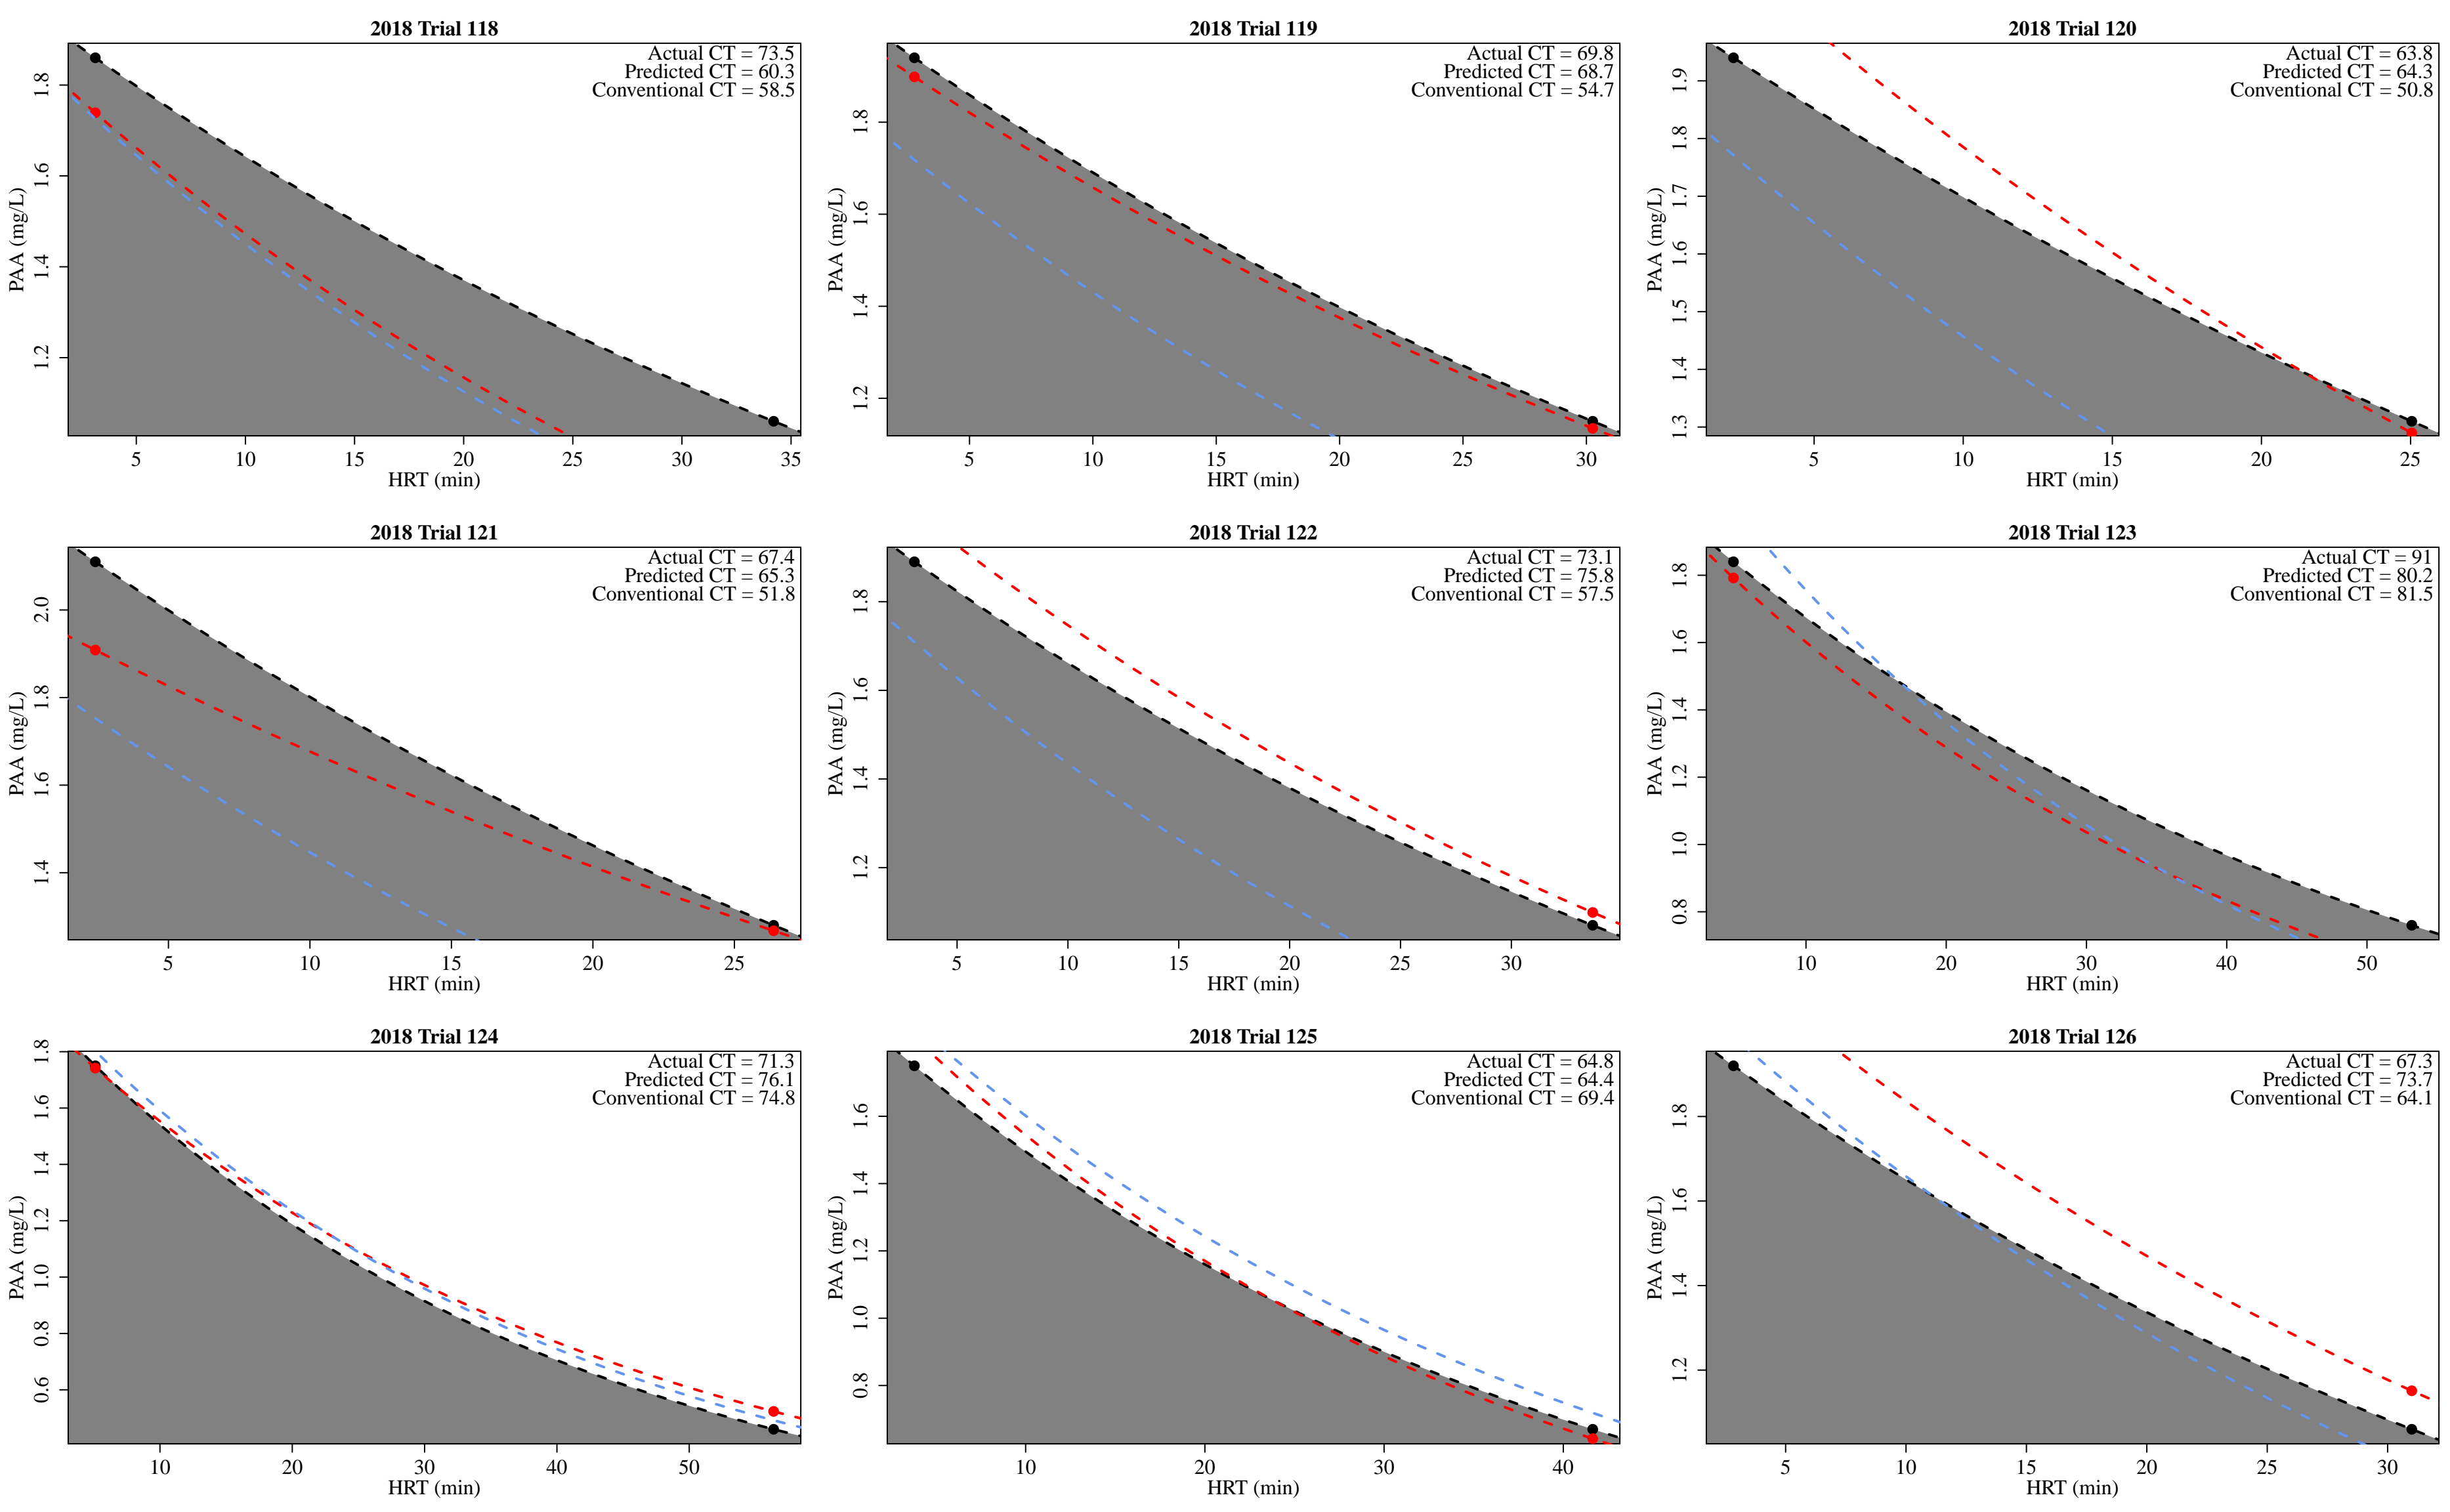 2018 Trial 118
Actual CT = 73.5
Predicted CT = 60.3
Conventional CT = 58.5
PAA (mg/L)
1.8
1.6
1.4
1.2
5 10 15 20 25 30 35
HRT (min)
2018 Trial 119
Actual CT = 69.8
Predicted CT = 68.7
Conventional CT = 54.7
PAA (mg/L)
1.8
1.6
1.4
1.2
5 10 15 20 25 30
HRT (min)
2018 Trial 120
Actual CT = 63.8
Predicted CT = 64.3
Conventional CT = 50.8
PAA (mg/L)
1.9
1.8
1.7
1.6
1.5
1.4
1.3
5 10 15 20 25
HRT (min)
2018 Trial 121
Actual CT = 67.4
Predicted CT = 65.3
Conventional CT = 51.8
PAA (mg/L)
2.0
1.8
1.6
1.4
5 10 15 20 25
HRT (min)
2018 Trial 122
Actual CT = 73.1
Predicted CT = 75.8
Conventional CT = 57.5
PAA (mg/L)
1.8
1.6
1.4
1.2
5 10 15 20 25 30
HRT (min)
2018 Trial 123
Actual CT = 91
Predicted CT = 80.2
Conventional CT = 81.5
PAA (mg/L)
1.8
1.6
1.4
1.2
1.0
0.8
10 20 30 40 50
HRT (min)
2018 Trial 124
Actual CT = 71.3
Predicted CT = 76.1
Conventional CT = 74.8
PAA (mg/L)
1.8
1.6
1.4
1.2
1.0
0.8
0.6
10 20 30 40 50
HRT (min)
2018 Trial 125
Actual CT = 64.8
Predicted CT = 64.4
Conventional CT = 69.4
PAA (mg/L)
1.6
1.4
1.2
1.0
0.8
10 20 30 40
HRT (min)
2018 Trial 126
Actual CT = 67.3
Predicted CT = 73.7
Conventional CT = 64.1
PAA (mg/L)
1.8
1.6
1.4
1.2
5 10 15 20 25 30
HRT (min)